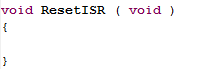 void ResetISR ( void )
{
}